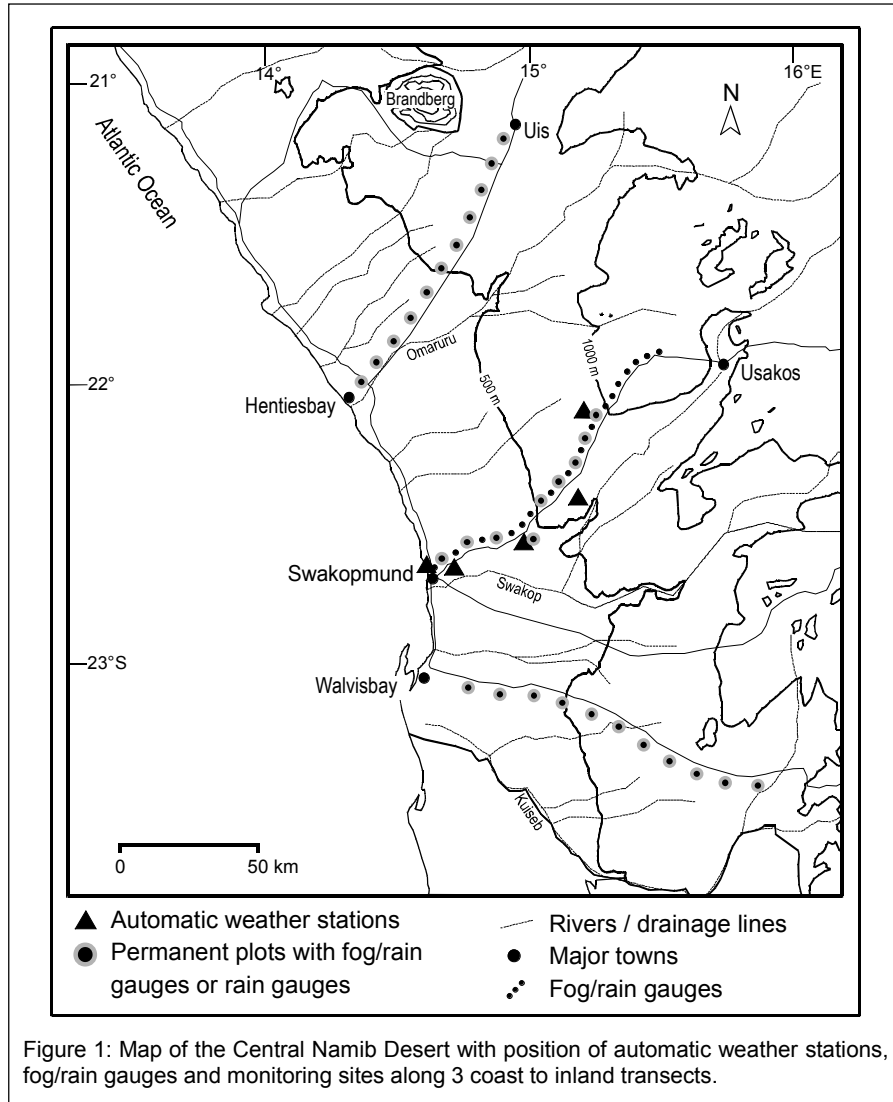 14°
15°
16°E
21°
Brandberg
N
Uis
Atlantic Ocean
Omaruru
1000 m
22°
500 m
Usakos
Hentiesbay
Swakopmund
Swakop
23°S
Walvisbay
Kuiseb
0 50 km
Automatic weather stations
Permanent plots with fog/rain
gauges or rain gauges
Rivers / drainage lines
Major towns
Fog/rain gauges
Figure 1: Map of the Central Namib Desert with position of automatic weather stations,
fog/rain gauges and monitoring sites along 3 coast to inland transects.